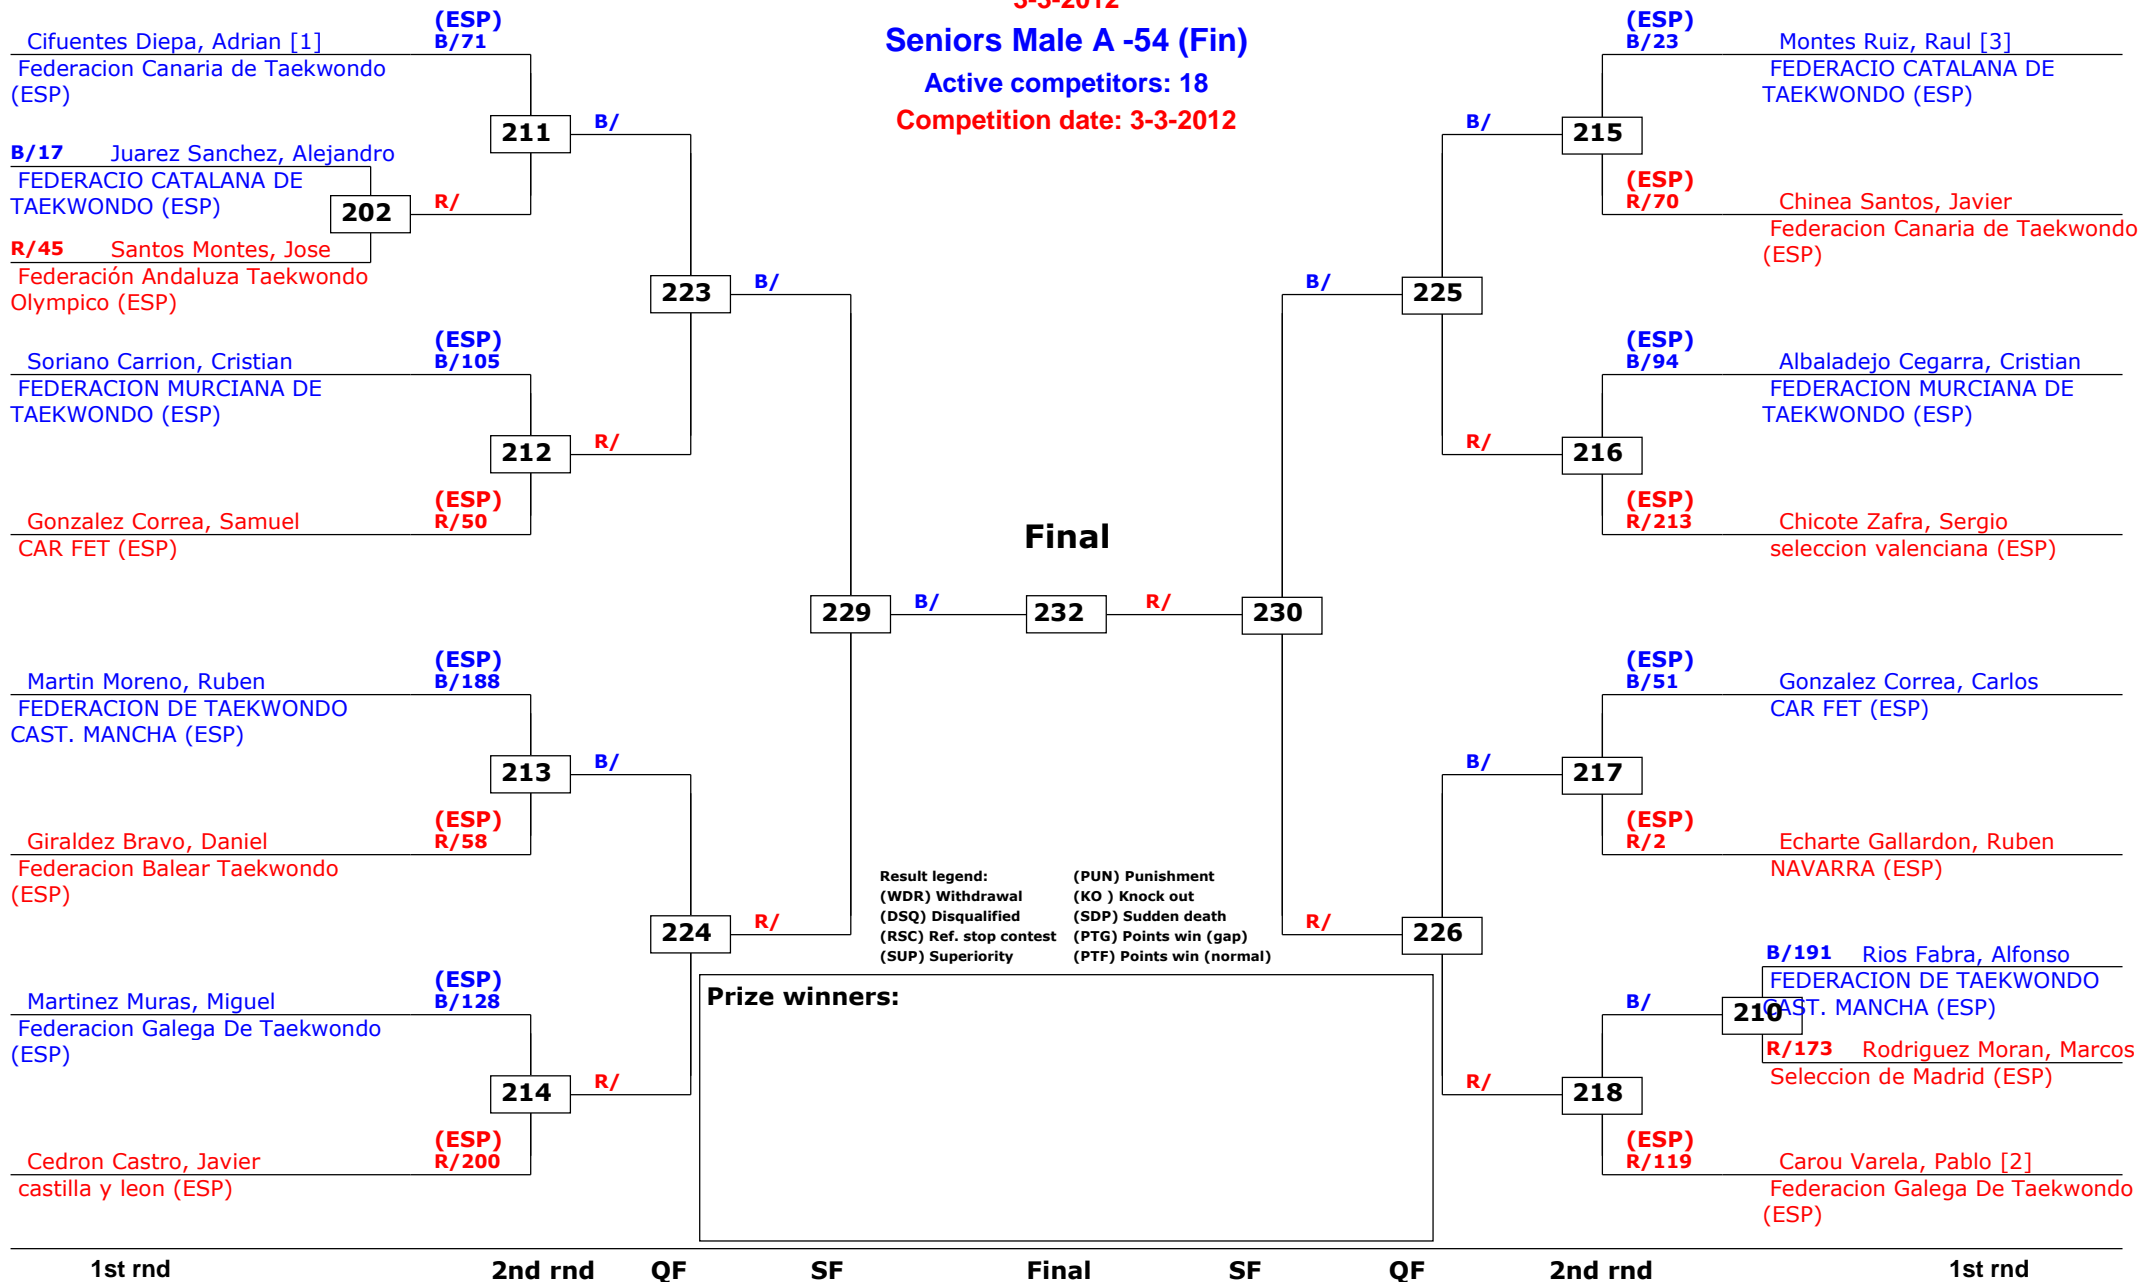 3-3-2012
Seniors Male A -54 (Fin)
Active competitors: 18
Competition date: 3-3-2012
(ESP)
Cifuentes Diepa, Adrian [1] B/71
Federacion Canaria de Taekwondo
(ESP)
211
B/
B/17 Juarez Sanchez, Alejandro
FEDERACIO CATALANA DE
TAEKWONDO (ESP)
202
R/
R/45 Santos Montes, Jose
Federación Andaluza Taekwondo
Olympico (ESP)
223
B/
(ESP)
Soriano Carrion, Cristian B/105
FEDERACION MURCIANA DE
TAEKWONDO (ESP)
212
R/
(ESP)
Gonzalez Correa, Samuel R/50
CAR FET (ESP)
229
B/
(ESP)
Martin Moreno, Ruben B/188
FEDERACION DE TAEKWONDO
CAST. MANCHA (ESP)
213
B/
(ESP)
Giraldez Bravo, Daniel R/58
Federacion Balear Taekwondo
(ESP)
224
R/
(ESP)
Martinez Muras, Miguel B/128
Federacion Galega De Taekwondo
(ESP)
214
R/
(ESP)
Cedron Castro, Javier R/200
castilla y leon (ESP)
Final
232
R/
230
(ESP)
B/23 Montes Ruiz, Raul [3]
FEDERACIO CATALANA DE
TAEKWONDO (ESP)
B/
215
(ESP)
R/70 Chinea Santos, Javier
Federacion Canaria de Taekwondo
(ESP)
B/
225
(ESP)
B/94 Albaladejo Cegarra, Cristian
FEDERACION MURCIANA DE
TAEKWONDO (ESP)
R/
216
(ESP)
R/213 Chicote Zafra, Sergio
seleccion valenciana (ESP)
(ESP)
B/51 Gonzalez Correa, Carlos
CAR FET (ESP)
B/
217
(ESP)
R/2 Echarte Gallardon, Ruben
NAVARRA (ESP)
R/
226
B/191 Rios Fabra, Alfonso
FEDERACION DE TAEKWONDO
CAST. MANCHA (ESP)
B/
210
R/173 Rodriguez Moran, Marcos
Seleccion de Madrid (ESP)
R/
218
(ESP)
R/119 Carou Varela, Pablo [2]
Federacion Galega De Taekwondo
(ESP)
Result legend: (PUN) Punishment
(WDR) Withdrawal (KO ) Knock out
(DSQ) Disqualified (SDP) Sudden death
(RSC) Ref. stop contest (PTG) Points win (gap)
(SUP) Superiority (PTF) Points win (normal)
Prize winners:
1st rnd 2nd rnd QF SF Final SF QF 2nd rnd 1st rnd